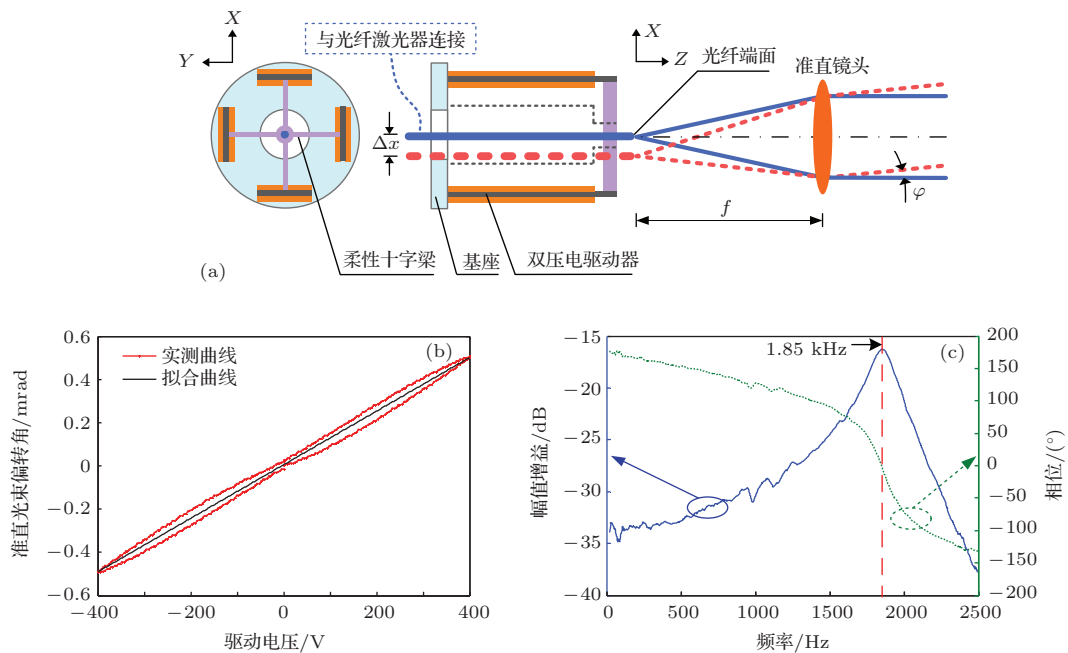 X
Y
与光纤激光器连接
X
Z
光纤端面
准直镜头
Δx
φ
f
柔性十字梁
基座
双压电驱动器
(a)
0.6
0.4
0.2
0
−0.2
−0.4
−0.6
准直光束偏转角/mrad
实测曲线
拟合曲线
(b)
−400
−200
0
200
400
驱动电压/V
−15
−20
−25
−30
−35
−40
幅值增益/dB
1.85 kHz
(c)
200
150
100
50
0
−50
−100
−150
−200
相位/(°)
0
500
1000
1500
2000
2500
频率/Hz